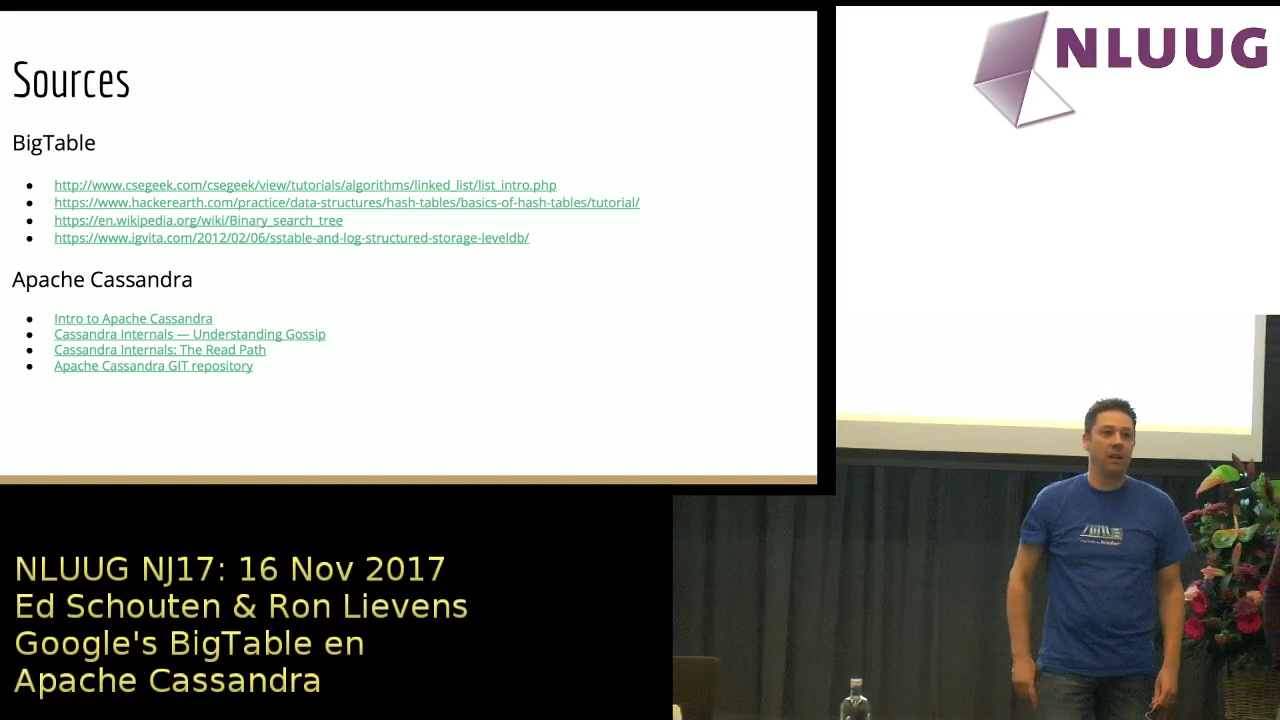 Sources
BigTable
http://www.csegeek.com/csegeek/view/tutorials/algorithms/linked_list/list_intro.php
https://www.hackerearth.com/practice/data-structures/hash-tables/basics-of-hash-tables/tutorial/
https://en.wikipedia.org/wiki/Binary_search_tree
https://www.igvita.com/2012/02/06/sstable-and-log-structured-storage-leveldb/
Apache Cassandra
Intro to Apache Cassandra
Cassandra Internals — Understanding Gossip
Cassandra Internals: The Read Path
Apache Cassandra GIT repository
NLUUG
NLUUG NJ17: 16 Nov 2017
Ed Schouten & Ron Lievens
Google's BigTable en
Apache Cassandra